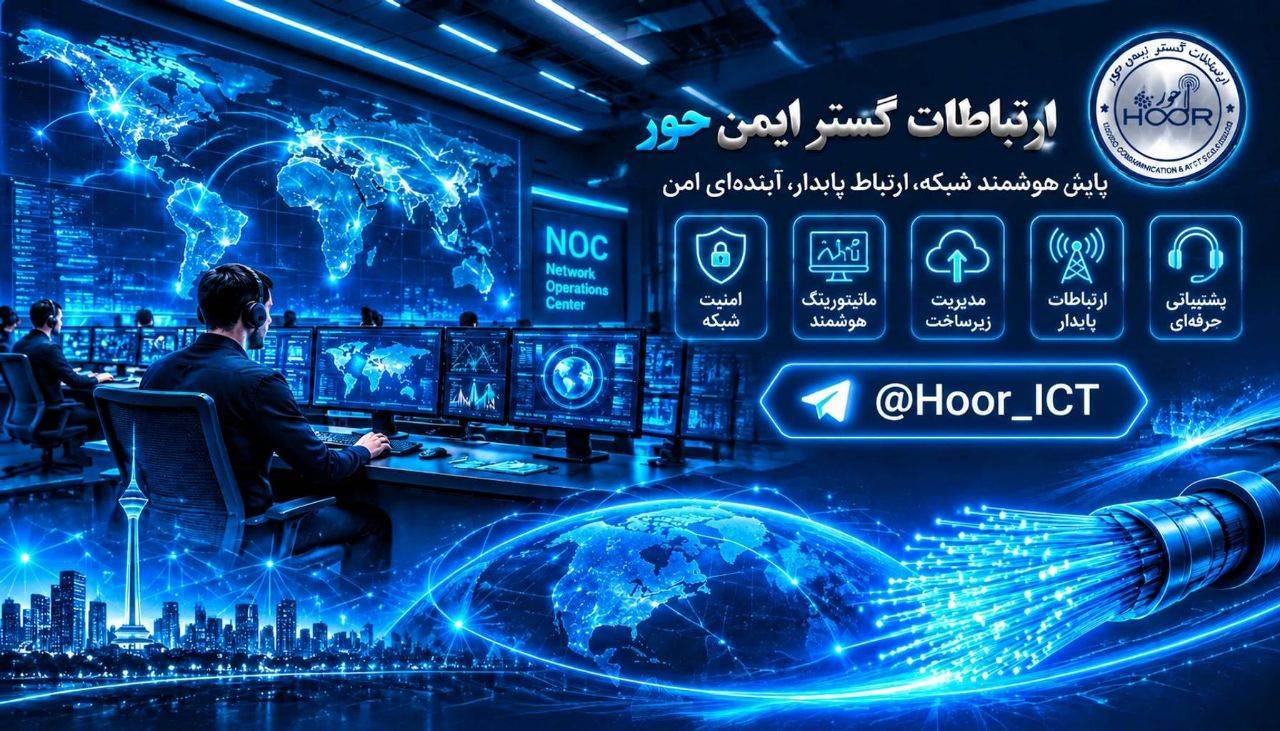 ارتباطات گستر ایمن حور
حور
HOOR
پایش هوشمند شبکه، ارتباط پایدار، آینده‌ای امن
NOC
Network
Operations
Center
پشتیبانی
حرفه‌ای
ارتباطات
پایدار
مدیریت
زیرساخت
مانیتورینگ
هوشمند
امنیت
شبکه
@Hoor_ICT